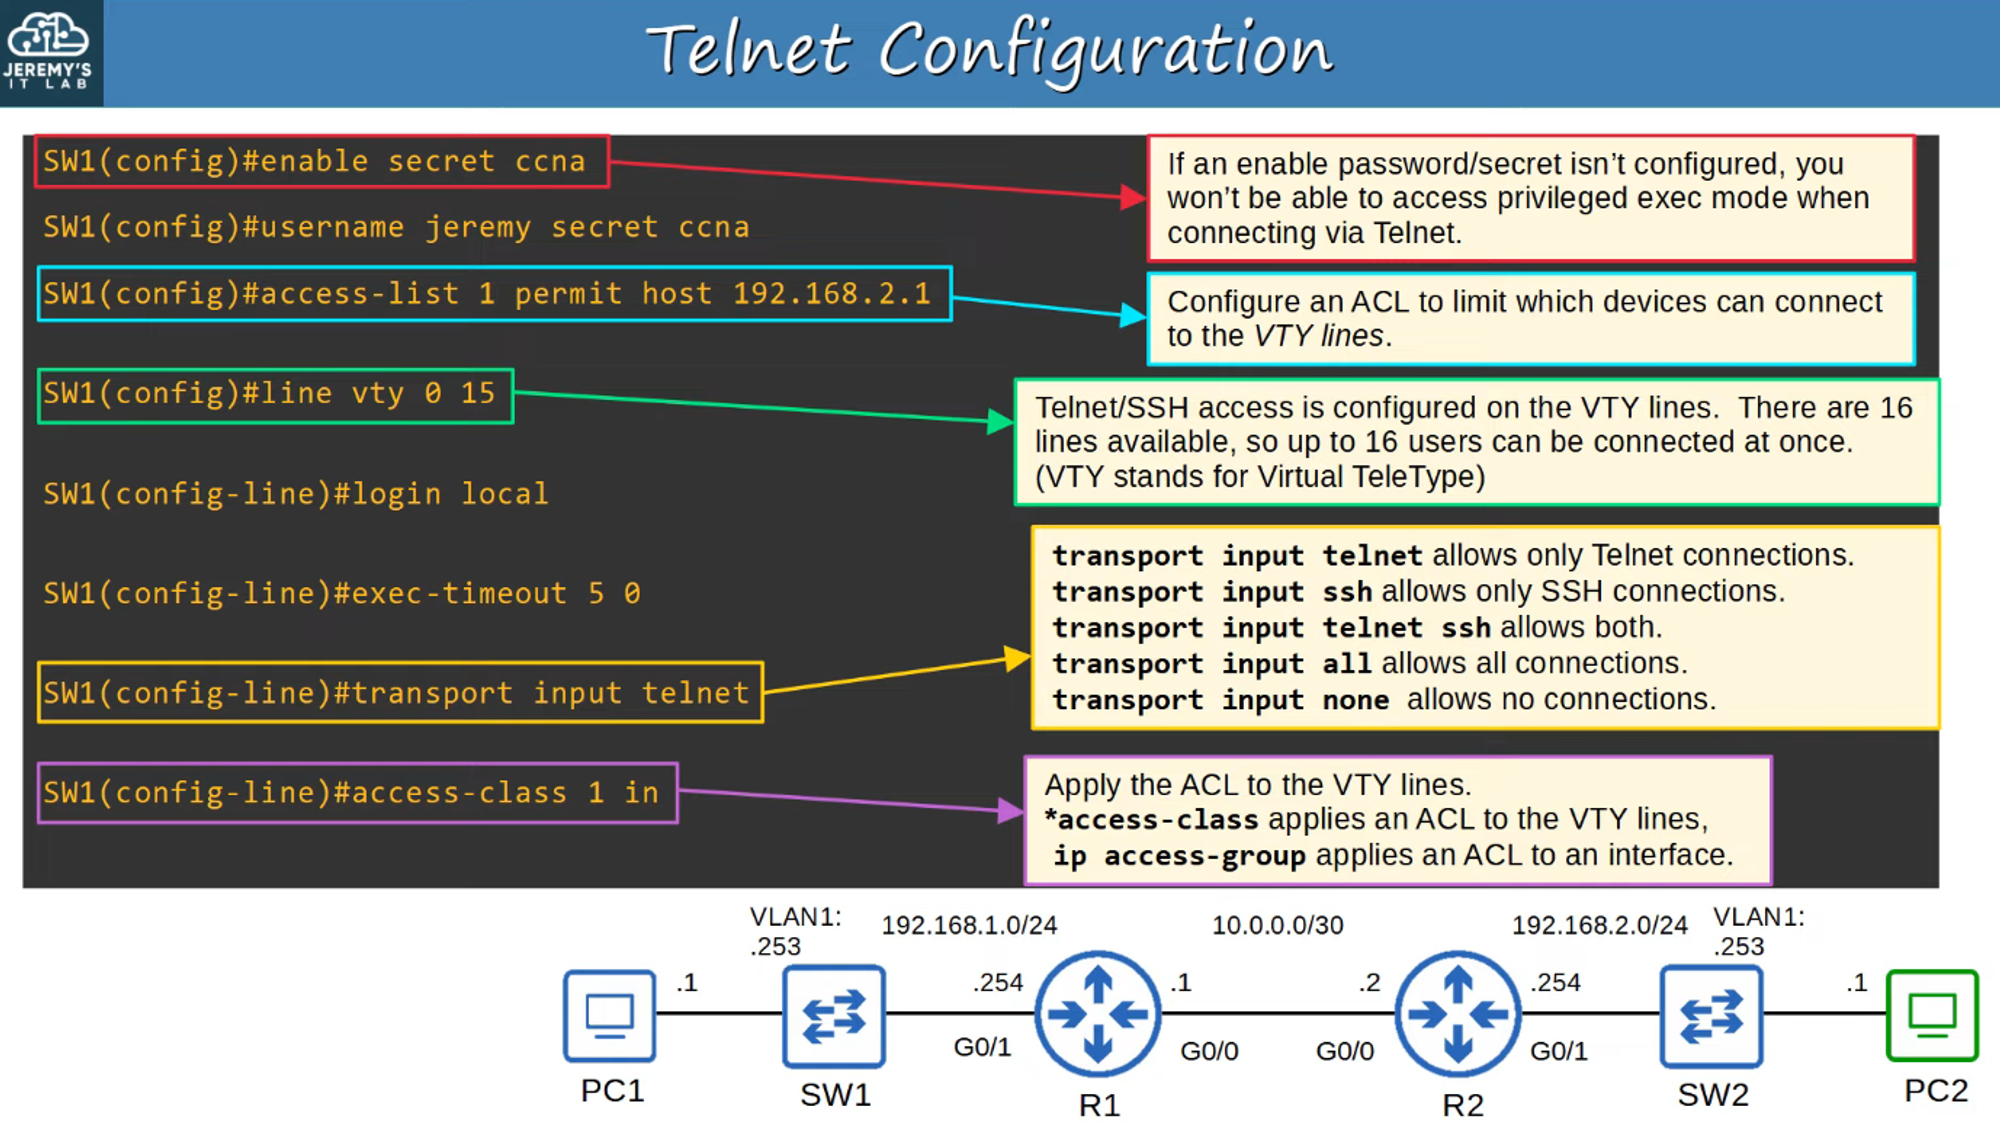 JEREMY'S
IT LAB
Telnet Configuration
SW1(config)#enable secret ccna
If an enable password/secret isn't configured, you
won't be able to access privileged exec mode when
connecting via Telnet.
SW1(config)#username jeremy secret ccna
SW1(config)#access-list 1 permit host 192.168.2.1
Configure an ACL to limit which devices can connect
to the VTY lines.
SW1(config)#line vty 0 15
Telnet/SSH access is configured on the VTY lines. There are 16
lines available, so up to 16 users can be connected at once.
(VTY stands for Virtual TeleType)
SW1(config-line)#login local
SW1(config-line)#exec-timeout 5 0
SW1(config-line)#transport input telnet
transport input telnet allows only Telnet connections.
transport input ssh allows only SSH connections.
transport input telnet ssh allows both.
transport input all allows all connections.
transport input none allows no connections.
SW1(config-line)#access-class 1 in
Apply the ACL to the VTY lines.
*access-class applies an ACL to the VTY lines,
ip access-group applies an ACL to an interface.
VLAN1:
.253
192.168.1.0/24
10.0.0.0/30
192.168.2.0/24
VLAN1:
.253
.1
.254
.1
.2
.254
.1
G0/1
G0/0
G0/0
G0/1
PC1
SW1
R1
R2
SW2
PC2